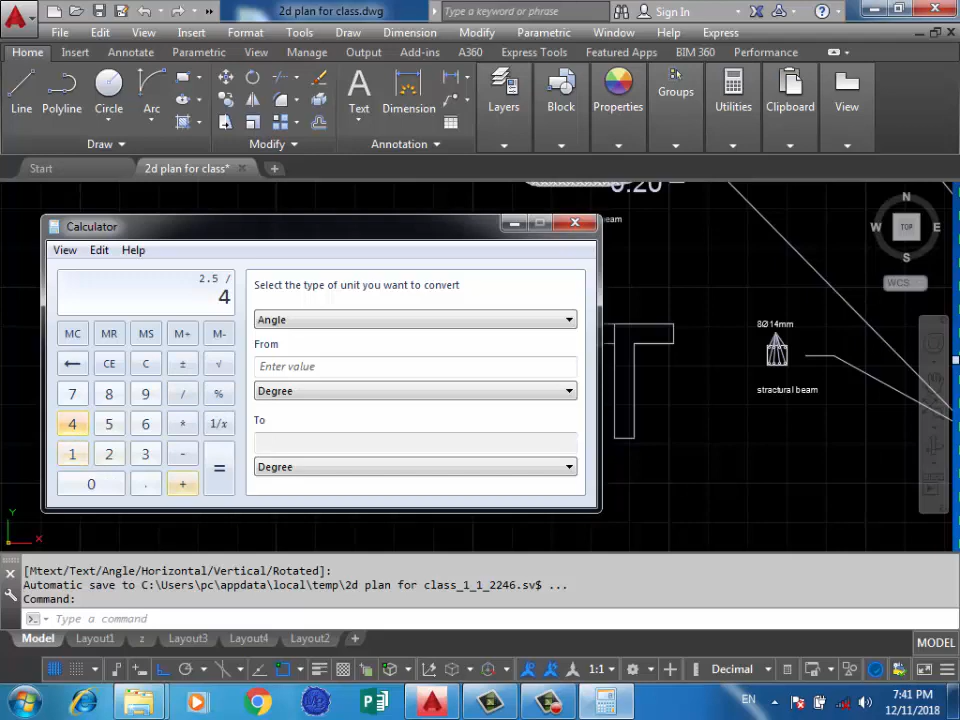 2d plan for class.dwg
Type a keyword or phrase
Sign In
File Edit View Insert Format Tools Draw Dimension Modify Parametric Window Help Express
Home Insert Annotate Parametric View Manage Output Add-ins A360 Express Tools Featured Apps BIM 360 Performance
Line Polyline Circle Arc Text Dimension Layers Block Properties Groups Utilities Clipboard View
Draw Modify Annotation
Start 2d plan for class*
0.20
eam
N
W TOP E
S
WCS
Calculator
View Edit Help
2.5 /
4
MC MR MS M+ M-
← CE C ± √
7 8 9 / %
4 5 6 * 1/x
1 2 3 - =
0 . +
Select the type of unit you want to convert
Angle
From
Enter value
Degree
To
Degree
8Ø14mm
stractural beam
Y
X
[Mtext/Text/Angle/Horizontal/Vertical/Rotated]:
Automatic save to C:\Users\pc\appdata\local\temp\2d plan for class_1_1_2246.sv$ ...
Command:
Type a command
Model Layout1 z Layout3 Layout4 Layout2 +
MODEL
1:1 Decimal
EN
7:41 PM
12/11/2018